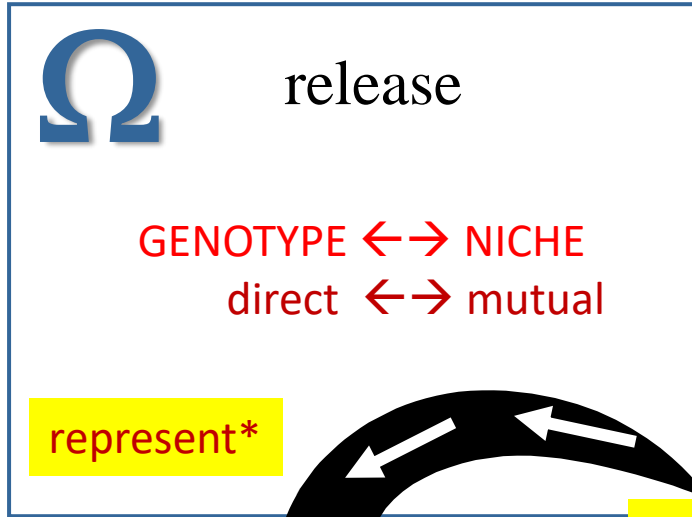 Ω release
GENOTYPE ←→ NICHE
direct ←→ mutual
represent*